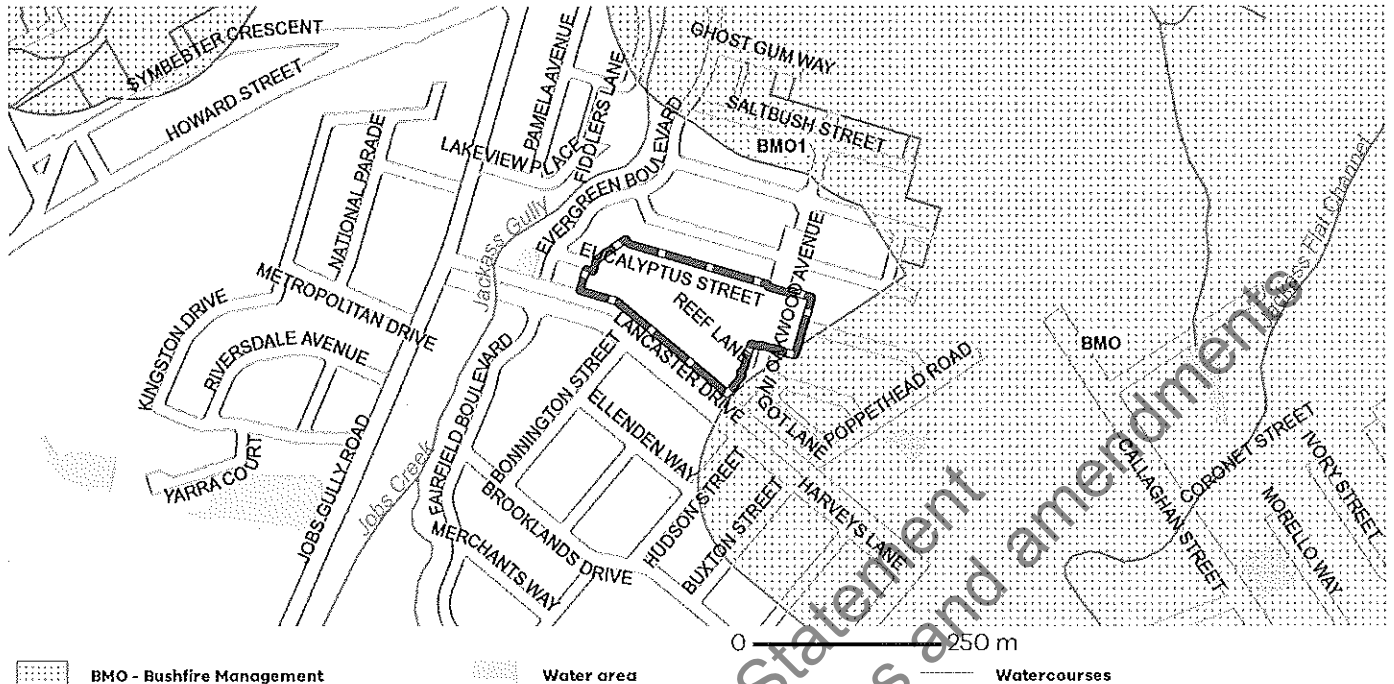 SYMBESTER CRESCENT
HOWARD STREET
NATIONAL PARADE
PAMELA AVENUE
FIDDLERS LANE
LAKEVIEW PLACE
GHOST GUM WAY
SALTBUSH STREET
BMO1
EVERGREEN BOULEVARD
Jackass Gully
EUCALYPTUS STREET
REEF LANE
OAKWOOD AVENUE
METROPOLITAN DRIVE
KINGSTON DRIVE
RIVERSDALE AVENUE
LANCASTER DRIVE
INGOT LANE
POPPETHEAD ROAD
BMO
Flat Channel
FAIRFIELD BOULEVARD
BONNINGTON STREET
ELLENDEN WAY
YARRA COURT
JOBS GULLY ROAD
Jobs Creek
BROOKLANDS DRIVE
MERCHANTS WAY
HUDSON STREET
BUXTON STREET
HARVEYS LANE
CALLAGHAN STREET
CORONET STREET
IVORY STREET
MORELLO WAY
Statement
s and amendments
0 250 m
BMO - Bushfire Management
Water area
Watercourses